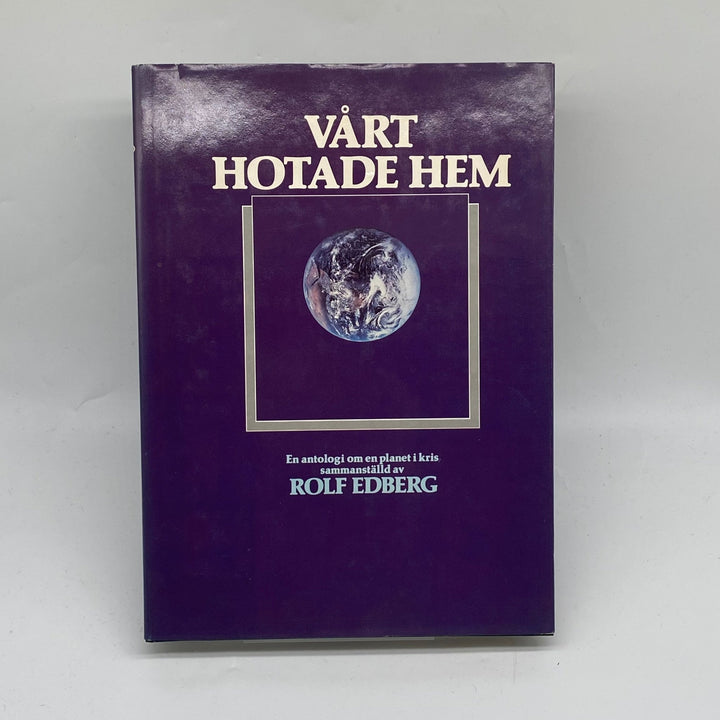 VÅRT
HOTADE HEM
En antologi om en planet i kris
sammanställd av
ROLF EDBERG